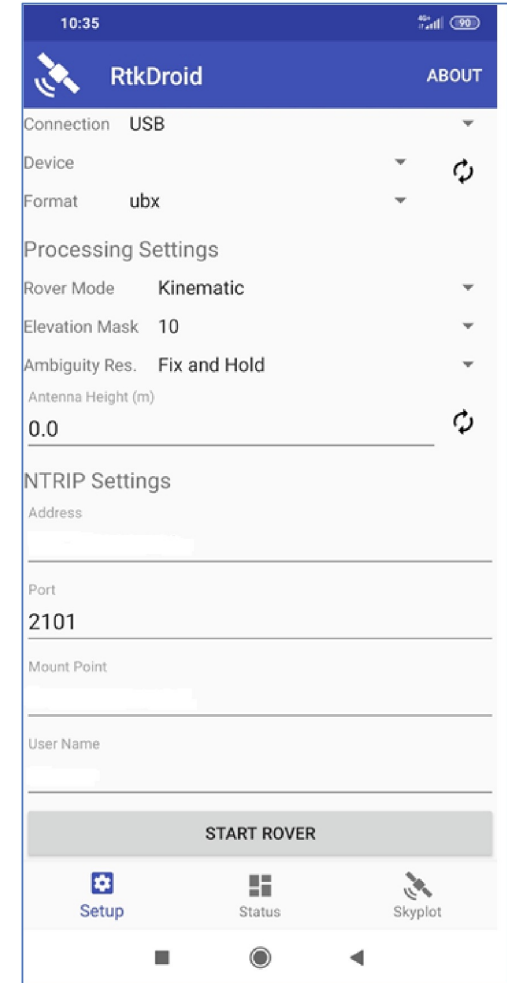 10:35 4G+ 90
RtkDroid ABOUT
Connection USB
Device
Format ubx
Processing Settings
Rover Mode Kinematic
Elevation Mask 10
Ambiguity Res. Fix and Hold
Antenna Height (m)
0.0
NTRIP Settings
Address
Port
2101
Mount Point
User Name
START ROVER
Setup Status Skyplot